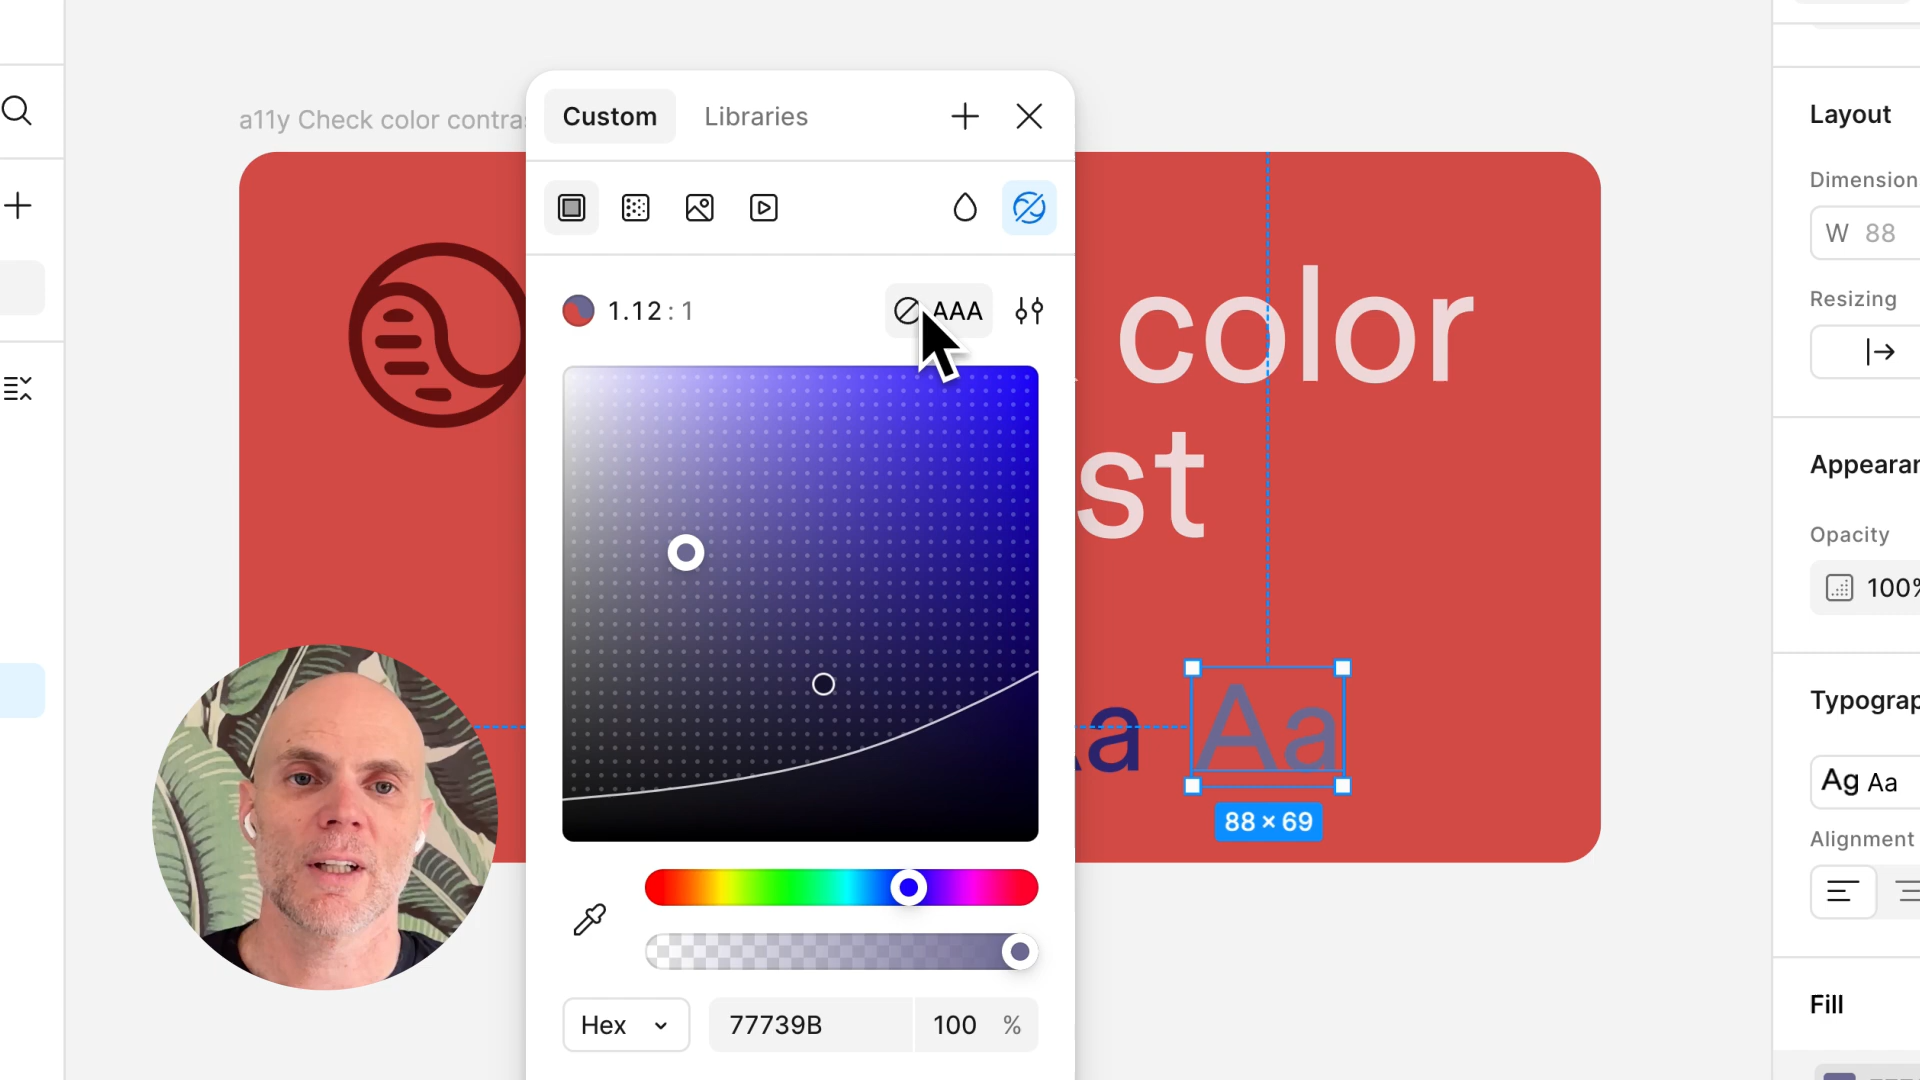 a11y Check color contras
Custom
Libraries
1.12 : 1
AAA
color
st
a
Aa
88 × 69
Hex
77739B
100 %
Layout
Dimension
W 88
Resizing
Appearan
Opacity
100%
Typograp
Ag Aa
Alignment
Fill